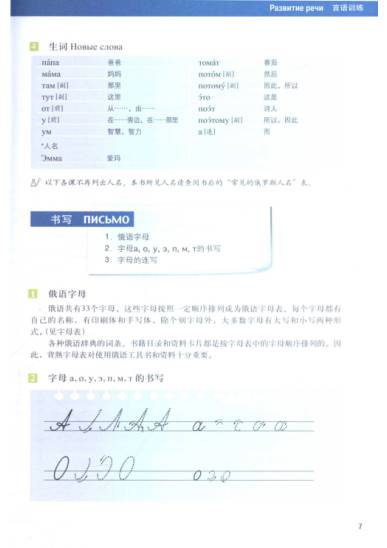 Развитие речи 言语训练
4 生词 Новые слова
па́па 爸爸 тома́т 番茄
ма́ма 妈妈 пото́м [副] 然后
там [副] 那里 потому́ [副] 因此，所以
тут [副] 这里 э́то 这是
от [前] 从……，由…… поэ́т 诗人
у [前] 在……旁边，在……那里 поэ́тому [副] 所以，因此
ум 智慧，智力 а [连] 而
*人名
Э́мма 爱玛
以下各课不再列出人名，本书所见人名请查阅书后的“常见的俄罗斯人名”表。
书写 ПИСЬМО
1. 俄语字母
2. 字母а, о, у, э, п, м, т的书写
3. 字母的连写
1 俄语字母
俄语共有33个字母，这些字母按照一定顺序排列成为俄语字母表。每个字母都有
自己的名称，有印刷体和手写体。除个别字母外，大多数字母有大写和小写两种形
式。(见字母表)
各种俄语辞典的词条、书籍目录和资料卡片都是按字母表中的字母顺序排列的。因
此，背熟字母表对使用俄语工具书和资料十分重要。
2 字母 а, о, у, э, п, м, т 的书写
7